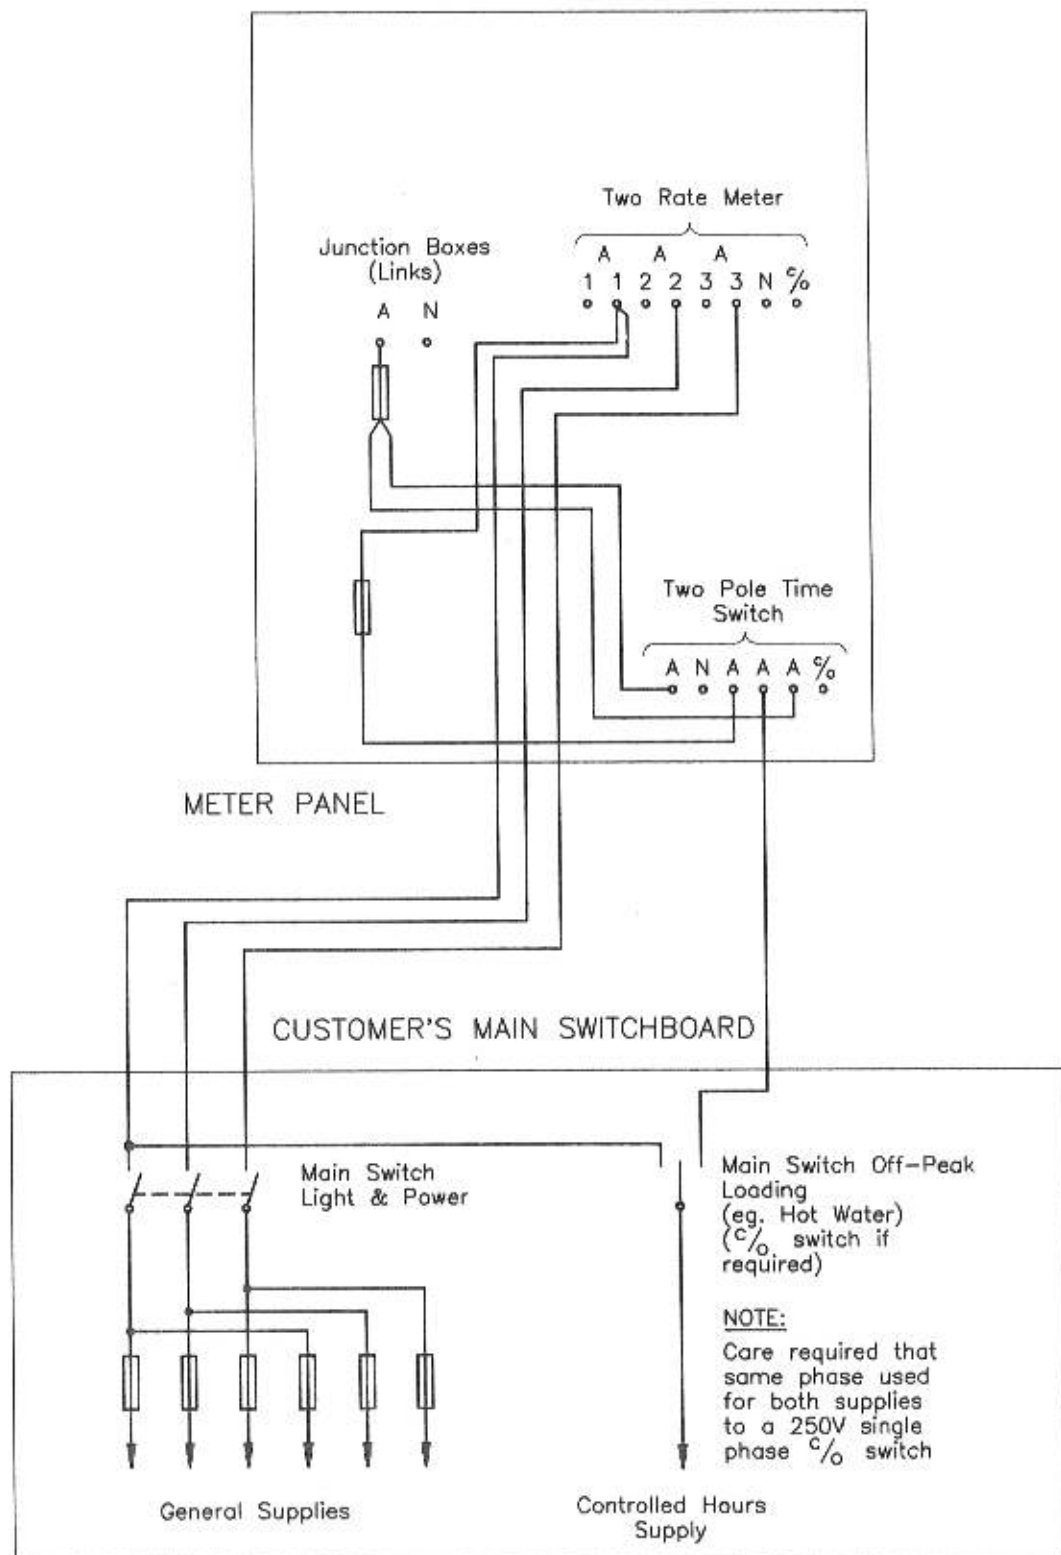 Two Rate Meter
A A A
1 1 2 2 3 3 N C/O
Junction Boxes
(Links)
A N
Two Pole Time
Switch
A N A A A C/O
METER PANEL
CUSTOMER'S MAIN SWITCHBOARD
Main Switch
Light & Power
Main Switch Off-Peak
Loading
(eg. Hot Water)
(C/O switch if
required)
NOTE:
Care required that
same phase used
for both supplies
to a 250V single
phase C/O switch
General Supplies
Controlled Hours
Supply